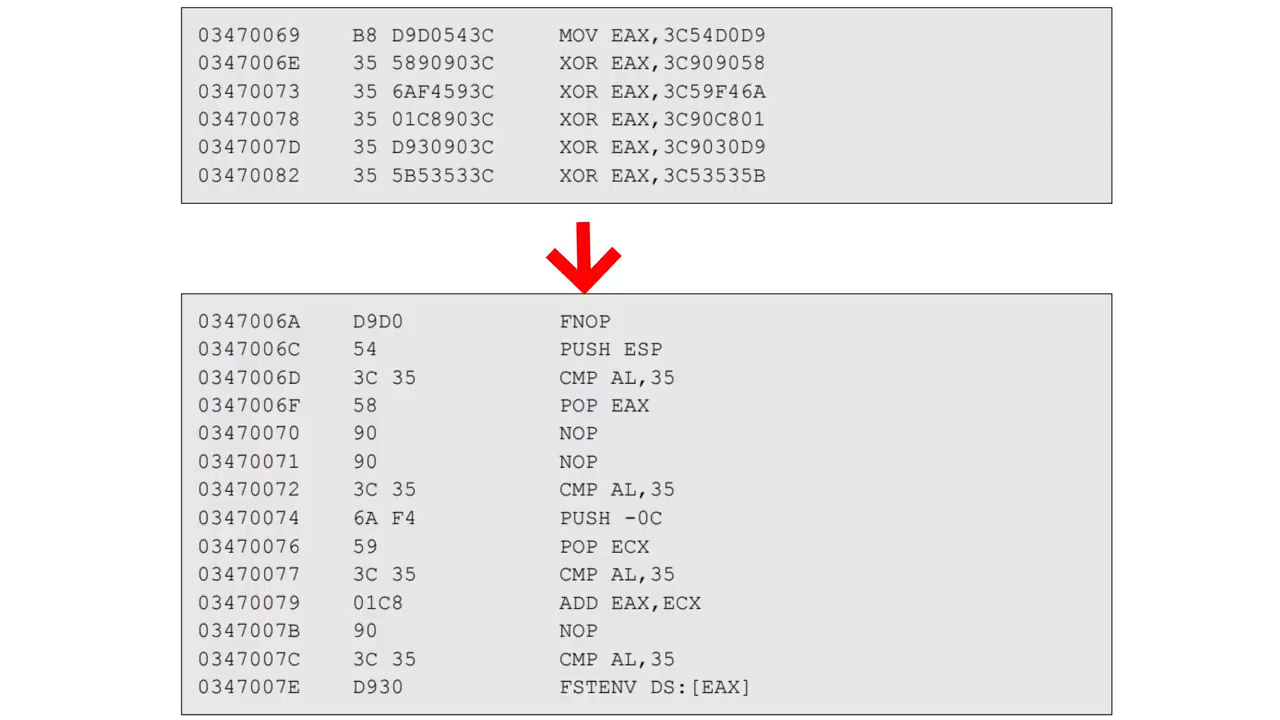 03470069 B8 D9D0543C MOV EAX,3C54D0D9
0347006E 35 5890903C XOR EAX,3C909058
03470073 35 6AF4593C XOR EAX,3C59F46A
03470078 35 01C8903C XOR EAX,3C90C801
0347007D 35 D930903C XOR EAX,3C9030D9
03470082 35 5B53533C XOR EAX,3C53535B
0347006A D9D0 FNOP
0347006C 54 PUSH ESP
0347006D 3C 35 CMP AL,35
0347006F 58 POP EAX
03470070 90 NOP
03470071 90 NOP
03470072 3C 35 CMP AL,35
03470074 6A F4 PUSH -0C
03470076 59 POP ECX
03470077 3C 35 CMP AL,35
03470079 01C8 ADD EAX,ECX
0347007B 90 NOP
0347007C 3C 35 CMP AL,35
0347007E D930 FSTENV DS:[EAX]